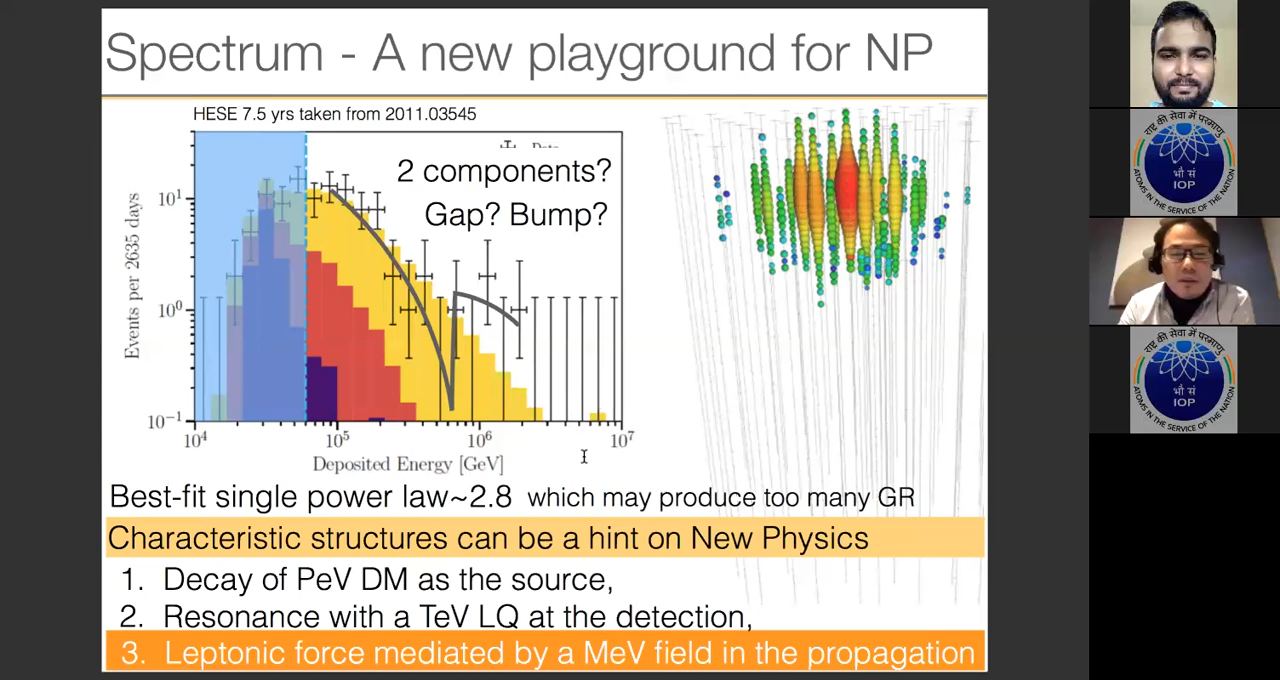 Spectrum - A new playground for NP
HESE 7.5 yrs taken from 2011.03545
2 components?
Gap? Bump?
Events per 2635 days
10¹
10⁰
10⁻¹
10⁴ 10⁵ 10⁶ 10⁷
Deposited Energy [GeV]
Best-fit single power law~2.8 which may produce too many GR
Characteristic structures can be a hint on New Physics
1. Decay of PeV DM as the source,
2. Resonance with a TeV LQ at the detection,
3. Leptonic force mediated by a MeV field in the propagation
राष्ट्र की सेवा में परमाणु
भौ सं
IOP
ATOMS IN THE SERVICE OF THE NATION
राष्ट्र की सेवा में परमाणु
भौ सं
IOP
ATOMS IN THE SERVICE OF THE NATION